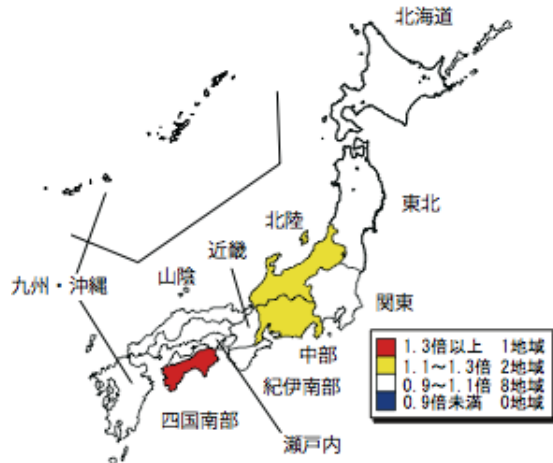 北海道
東北
北陸
近畿
山陰
九州・沖縄
関東
中部
紀伊南部
四国南部
瀬戸内
1.3倍以上 1地域
1.1～1.3倍 2地域
0.9～1.1倍 8地域
0.9倍未満 0地域